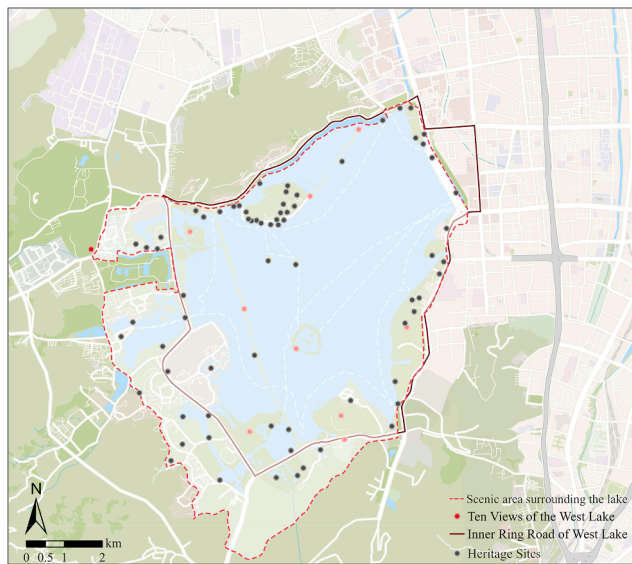 Scenic area surrounding the lake
Ten Views of the West Lake
Inner Ring Road of West Lake
Heritage Sites
N
km
0 0.5 1 2